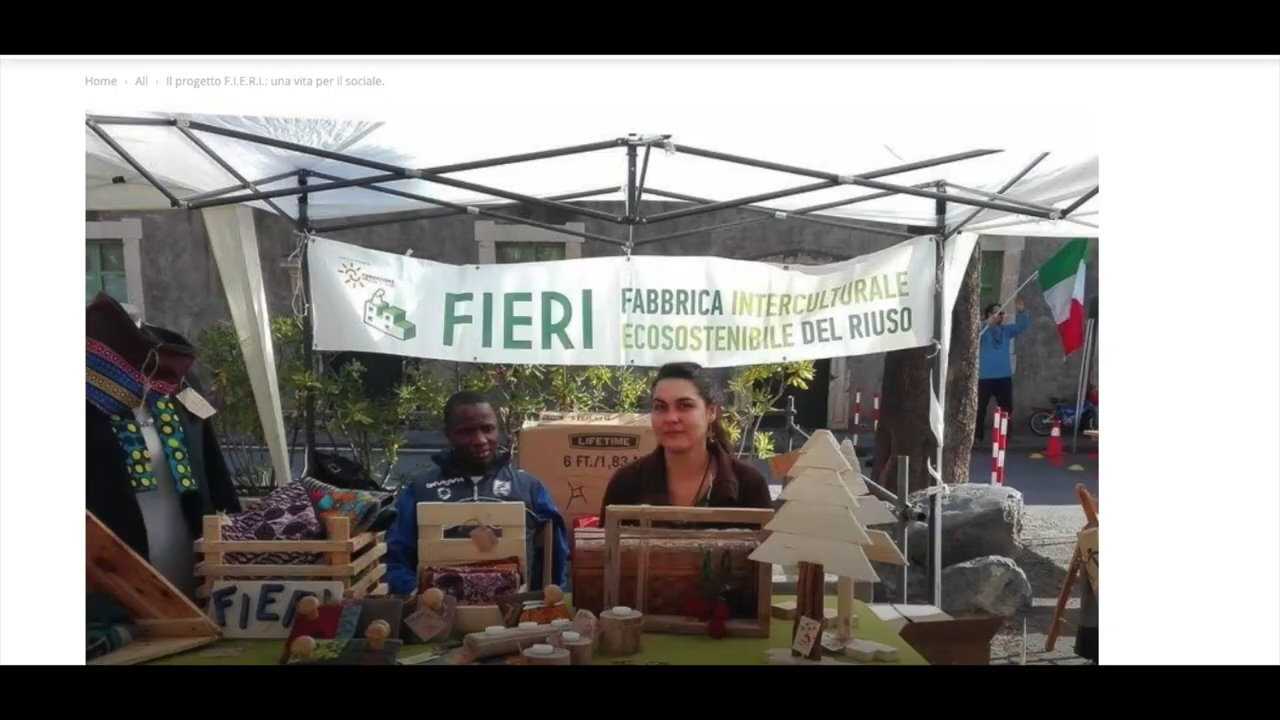 Home › All › Il progetto F.I.E.R.I.: una vita per il sociale.
FIERI
FABBRICA INTERCULTURALE
ECOSOSTENIBILE DEL RIUSO
LIFETIME
6 FT./1,83
FIERI